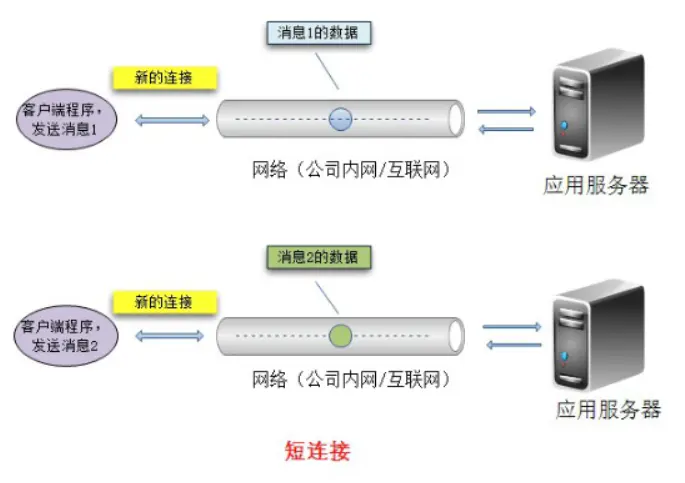 消息1的数据
新的连接
客户端程序，
发送消息1
网络（公司内网/互联网）
应用服务器
消息2的数据
新的连接
客户端程序，
发送消息2
网络（公司内网/互联网）
应用服务器
短连接